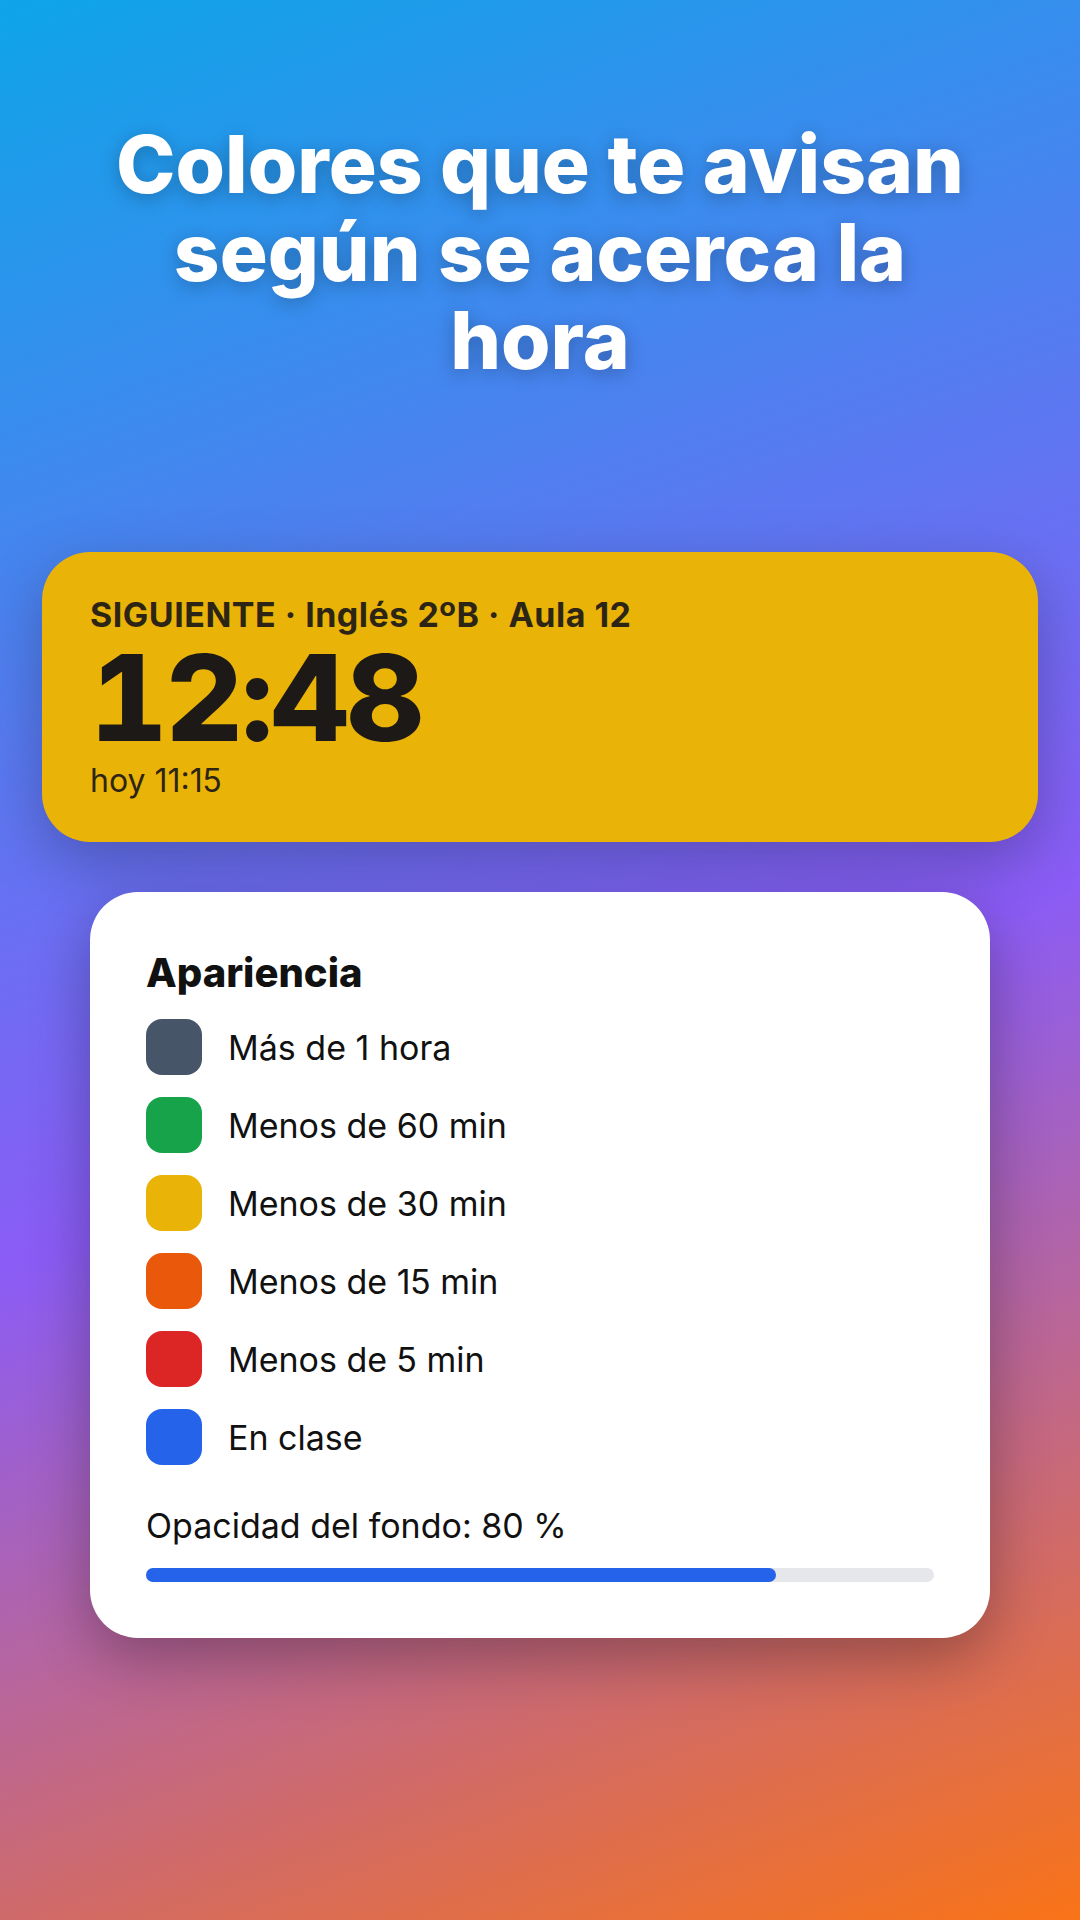 Colores que te avisan
según se acerca la
hora
SIGUIENTE · Inglés 2ºB · Aula 12
12:48
hoy 11:15
Apariencia
Más de 1 hora
Menos de 60 min
Menos de 30 min
Menos de 15 min
Menos de 5 min
En clase
Opacidad del fondo: 80 %